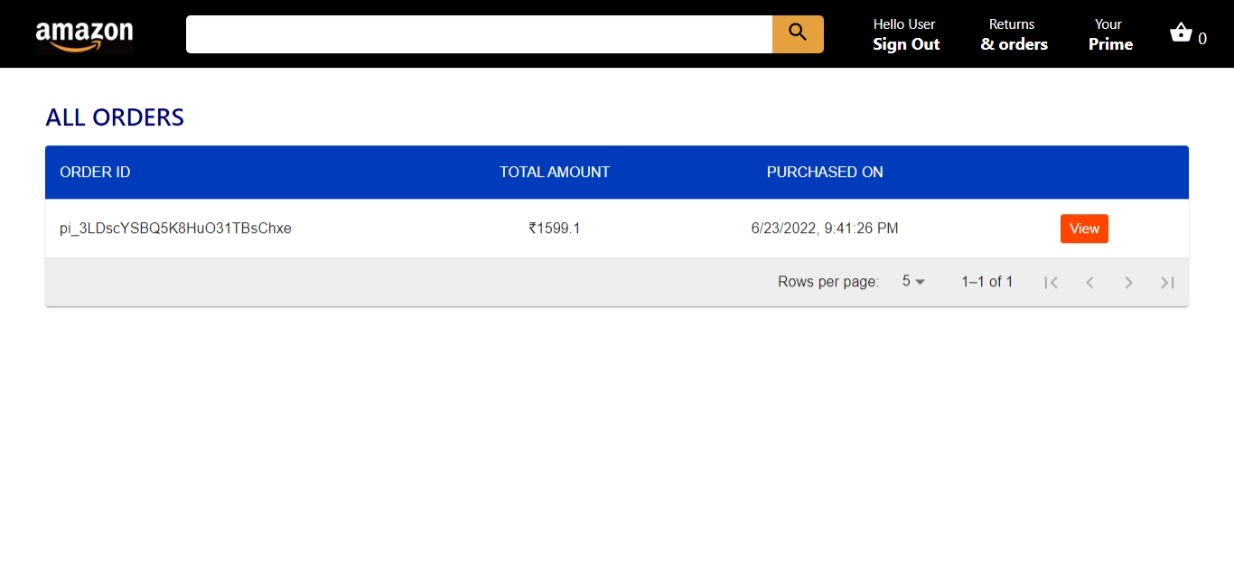 amazon
Hello User
Sign Out
Returns
& orders
Your
Prime
0
ALL ORDERS
ORDER ID TOTAL AMOUNT PURCHASED ON
pi_3LDscYSBQ5K8HuO31TBsChxe ₹1599.1 6/23/2022, 9:41:26 PM View
Rows per page: 5 1–1 of 1